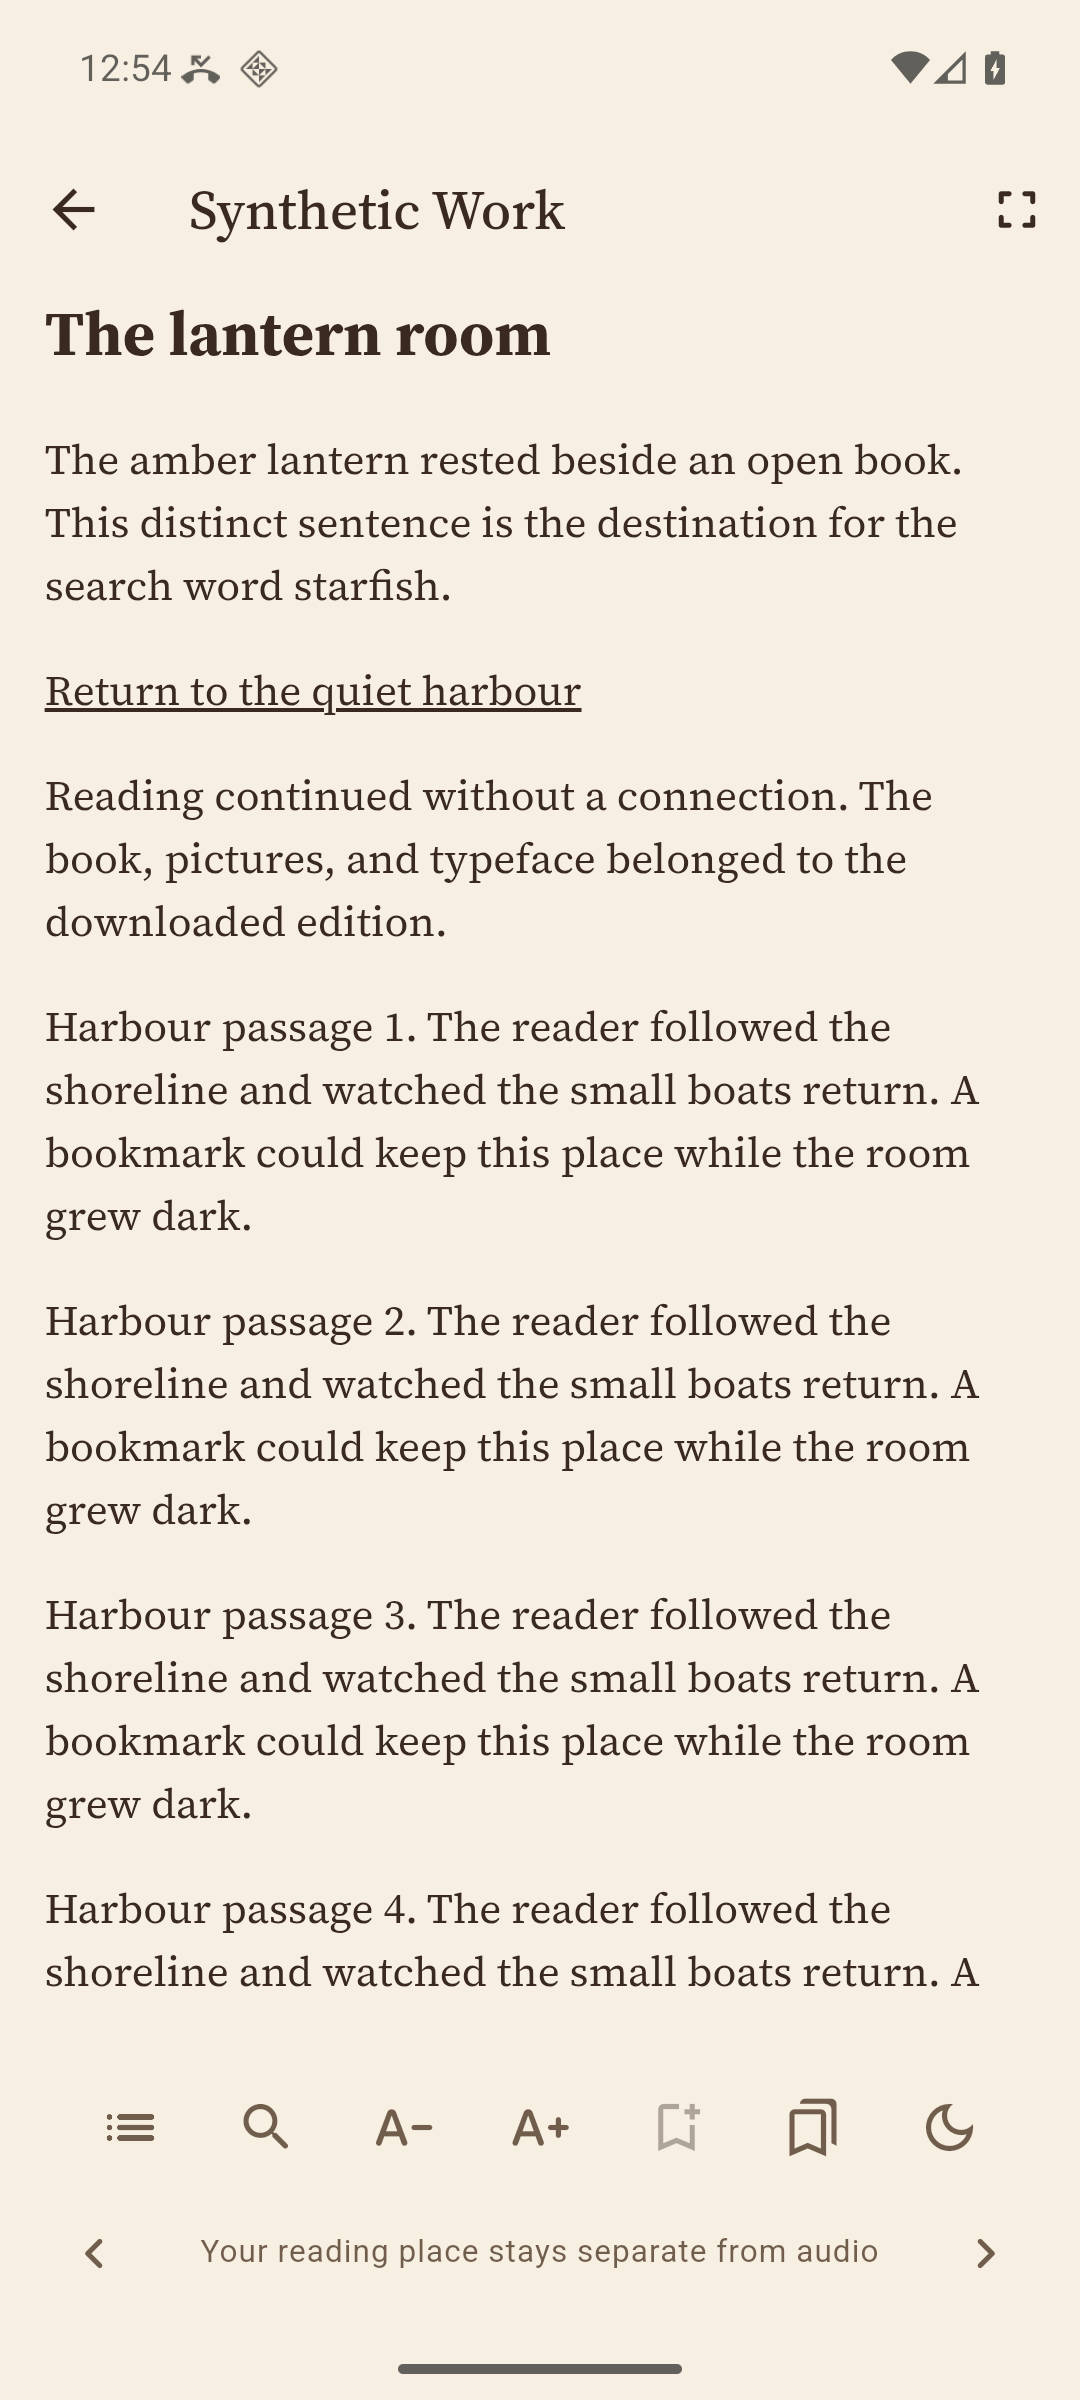 12:54
Synthetic Work
The lantern room
The amber lantern rested beside an open book.
This distinct sentence is the destination for the
search word starfish.
Return to the quiet harbour
Reading continued without a connection. The
book, pictures, and typeface belonged to the
downloaded edition.
Harbour passage 1. The reader followed the
shoreline and watched the small boats return. A
bookmark could keep this place while the room
grew dark.
Harbour passage 2. The reader followed the
shoreline and watched the small boats return. A
bookmark could keep this place while the room
grew dark.
Harbour passage 3. The reader followed the
shoreline and watched the small boats return. A
bookmark could keep this place while the room
grew dark.
Harbour passage 4. The reader followed the
shoreline and watched the small boats return. A
A- A+
Your reading place stays separate from audio